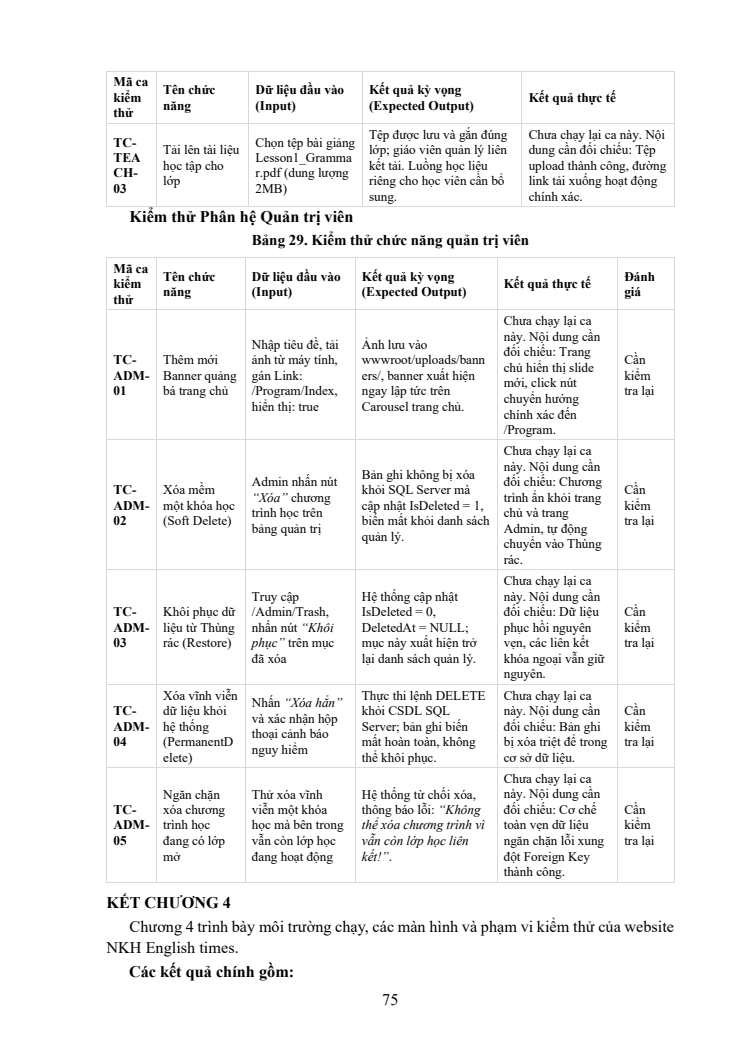 Mã ca kiểm thử | Tên chức năng | Dữ liệu đầu vào (Input) | Kết quả kỳ vọng (Expected Output) | Kết quả thực tế
TC-TEACH-03 | Tải lên tài liệu học tập cho lớp | Chọn tệp bài giảng Lesson1_Grammar.pdf (dung lượng 2MB) | Tệp được lưu và gắn đúng lớp; giáo viên quản lý liên kết tải. Luồng học liệu riêng cho học viên cần bổ sung. | Chưa chạy lại ca này. Nội dung cần đối chiếu: Tệp upload thành công, đường link tải xuống hoạt động chính xác.
Kiểm thử Phân hệ Quản trị viên
Bảng 29. Kiểm thử chức năng quản trị viên
Mã ca kiểm thử | Tên chức năng | Dữ liệu đầu vào (Input) | Kết quả kỳ vọng (Expected Output) | Kết quả thực tế | Đánh giá
TC-ADM-01 | Thêm mới Banner quảng bá trang chủ | Nhập tiêu đề, tải ảnh từ máy tính, gán Link: /Program/Index, hiển thị: true | Ảnh lưu vào wwwroot/uploads/banners/, banner xuất hiện ngay lập tức trên Carousel trang chủ. | Chưa chạy lại ca này. Nội dung cần đối chiếu: Trang chủ hiển thị slide mới, click nút chuyển hướng chính xác đến /Program. | Cần kiểm tra lại
TC-ADM-02 | Xóa mềm một khóa học (Soft Delete) | Admin nhấn nút “Xóa” chương trình học trên bảng quản trị | Bản ghi không bị xóa khỏi SQL Server mà cập nhật IsDeleted = 1, biến mất khỏi danh sách quản lý. | Chưa chạy lại ca này. Nội dung cần đối chiếu: Chương trình ẩn khỏi trang chủ và trang Admin, tự động chuyển vào Thùng rác. | Cần kiểm tra lại
TC-ADM-03 | Khôi phục dữ liệu từ Thùng rác (Restore) | Truy cập /Admin/Trash, nhấn nút “Khôi phục” trên mục đã xóa | Hệ thống cập nhật IsDeleted = 0, DeletedAt = NULL; mục này xuất hiện trở lại danh sách quản lý. | Chưa chạy lại ca này. Nội dung cần đối chiếu: Dữ liệu phục hồi nguyên vẹn, các liên kết khóa ngoại vẫn giữ nguyên. | Cần kiểm tra lại
TC-ADM-04 | Xóa vĩnh viễn dữ liệu khỏi hệ thống (PermanentDelete) | Nhấn “Xóa hẳn” và xác nhận hộp thoại cảnh báo nguy hiểm | Thực thi lệnh DELETE khỏi CSDL SQL Server; bản ghi biến mất hoàn toàn, không thể khôi phục. | Chưa chạy lại ca này. Nội dung cần đối chiếu: Bản ghi bị xóa triệt để trong cơ sở dữ liệu. | Cần kiểm tra lại
TC-ADM-05 | Ngăn chặn xóa chương trình học đang có lớp mở | Thử xóa vĩnh viễn một khóa học mà bên trong vẫn còn lớp học đang hoạt động | Hệ thống từ chối xóa, thông báo lỗi: “Không thể xóa chương trình vì vẫn còn lớp học liên kết!”. | Chưa chạy lại ca này. Nội dung cần đối chiếu: Cơ chế toàn vẹn dữ liệu ngăn chặn lỗi xung đột Foreign Key thành công. | Cần kiểm tra lại
KẾT CHƯƠNG 4
Chương 4 trình bày môi trường chạy, các màn hình và phạm vi kiểm thử của website
NKH English times.
Các kết quả chính gồm:
75